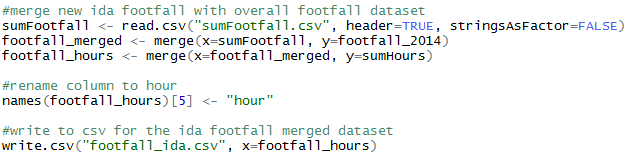 #merge new ida footfall with overall footfall dataset
sumFootfall <- read.csv("sumFootfall.csv", header=TRUE, stringsAsFactor=FALSE)
footfall_merged <- merge(x=sumFootfall, y=footfall_2014)
footfall_hours <- merge(x=footfall_merged, y=sumHours)
#rename column to hour
names(footfall_hours)[5] <- "hour"
#write to csv for the ida footfall merged dataset
write.csv("footfall_ida.csv", x=footfall_hours)